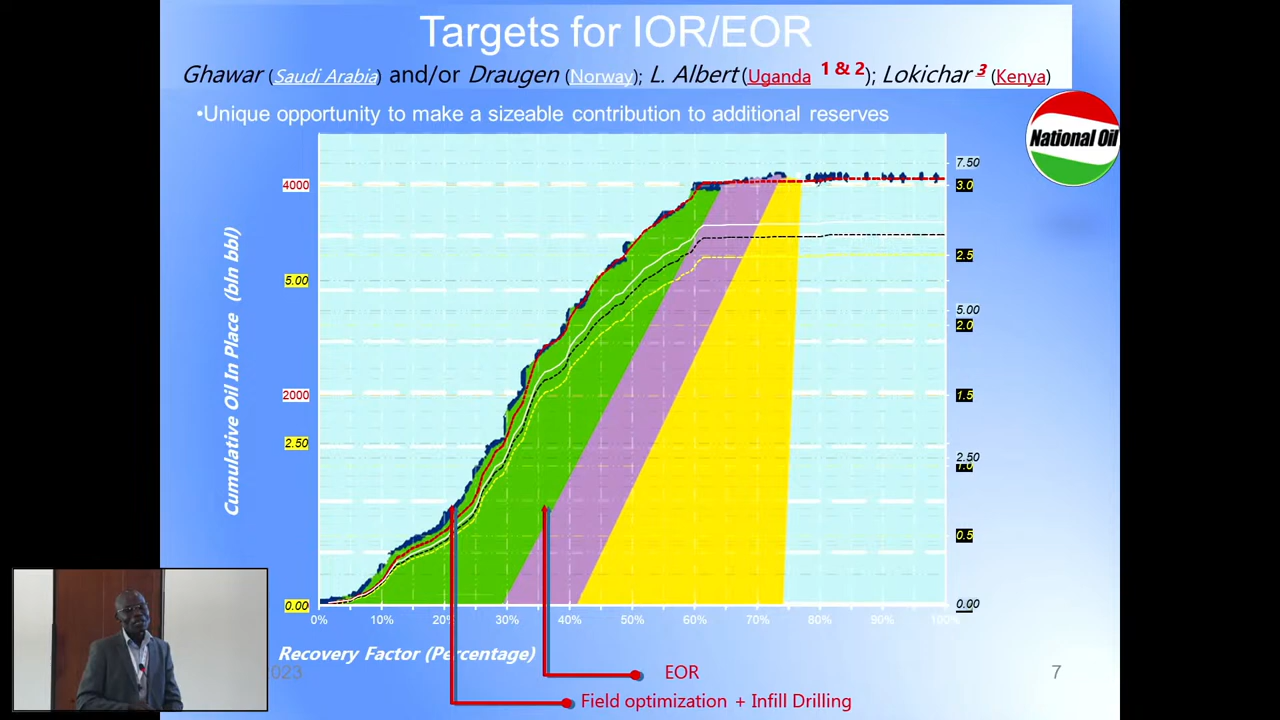 Targets for IOR/EOR
Ghawar (Saudi Arabia) and/or Draugen (Norway); L. Albert (Uganda 1 & 2); Lokichar 3 (Kenya)
•Unique opportunity to make a sizeable contribution to additional reserves
National Oil
7.50
4000
3.0
2.5
5.00
5.00
2.0
2000
1.5
2.50
2.50
1.0
0.5
0.00
0.00
Cumulative Oil In Place (bln bbl)
0% 10% 20% 30% 40% 50% 60% 70% 80% 90% 100%
Recovery Factor (Percentage)
023
EOR
7
Field optimization + Infill Drilling